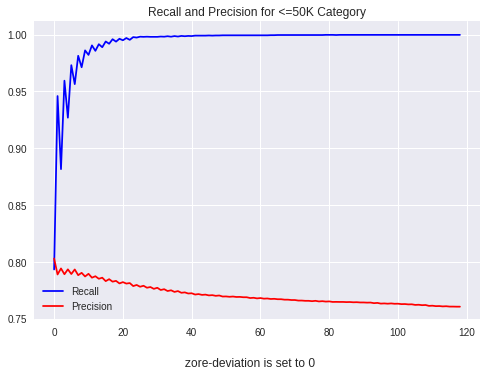 Recall and Precision for <=50K Category
1.00
0.95
0.90
0.85
0.80
0.75
Recall
Precision
0 20 40 60 80 100 120
zore-deviation is set to 0